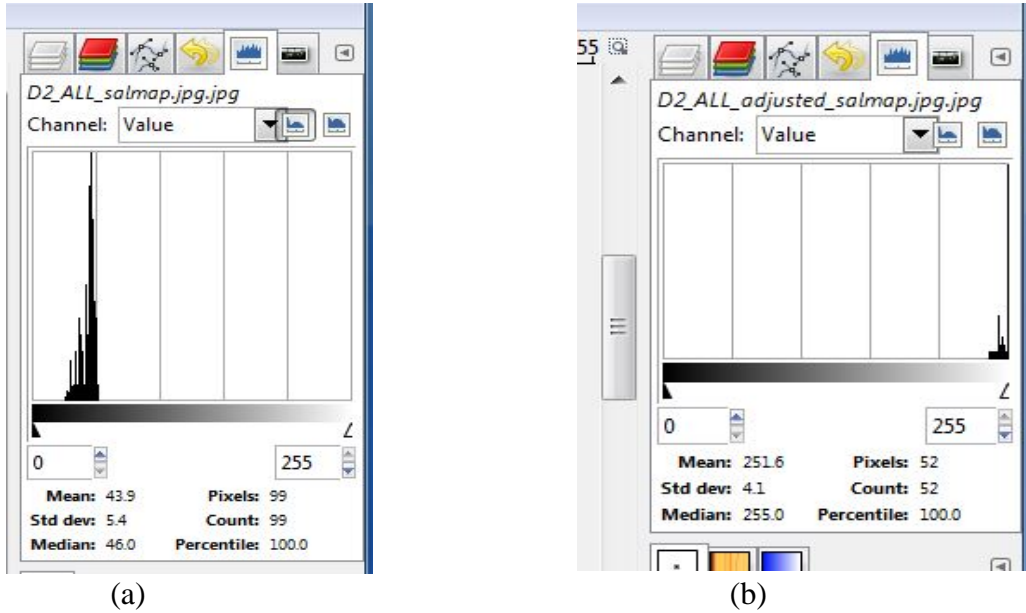 D2_ALL_salmap.jpg.jpg
Channel: Value
0 255
Mean: 43.9 Pixels: 99
Std dev: 5.4 Count: 99
Median: 46.0 Percentile: 100.0
(a)
55
D2_ALL_adjusted_salmap.jpg.jpg
Channel: Value
0 255
Mean: 251.6 Pixels: 52
Std dev: 4.1 Count: 52
Median: 255.0 Percentile: 100.0
(b)